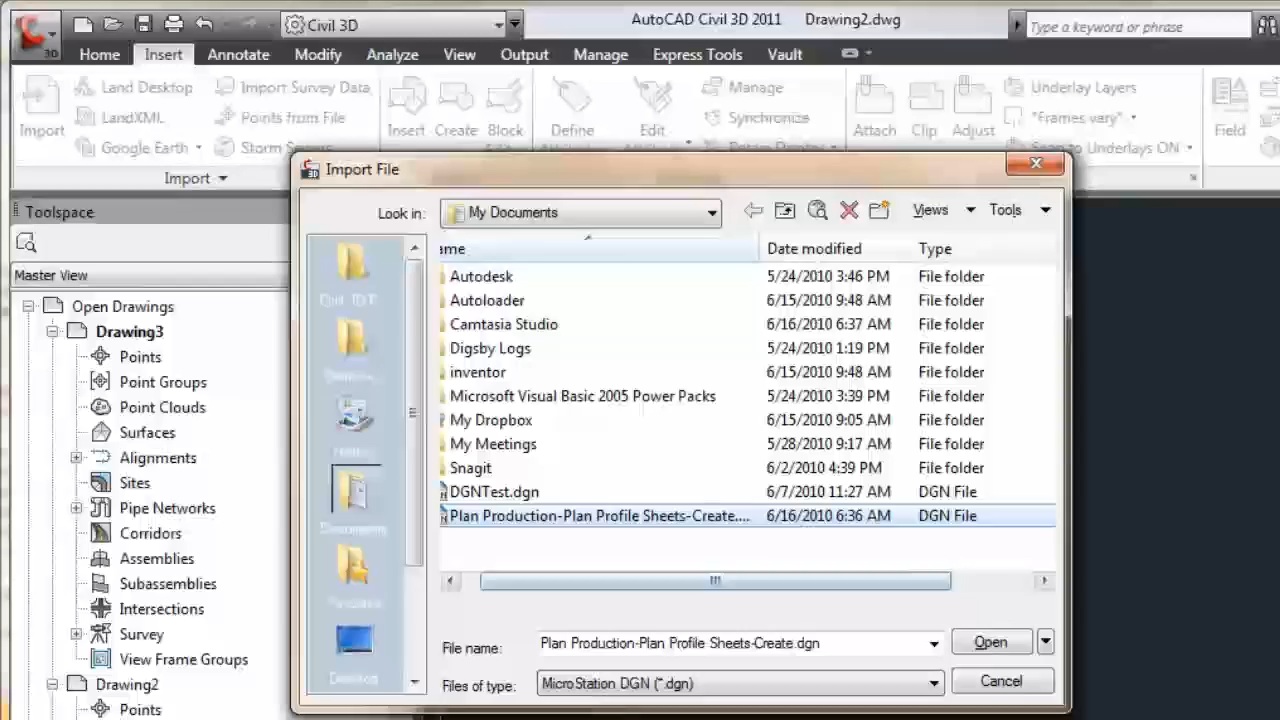 Civil 3D
AutoCAD Civil 3D 2011 Drawing2.dwg
Type a keyword or phrase
3D
Home Insert Annotate Modify Analyze View Output Manage Express Tools Vault
Land Desktop Import Survey Data Manage Underlay Layers
LandXML Points from File Synchronize "Frames vary"
Import Insert Create Block Define Edit Attach Clip Adjust Field
Google Earth Storm to Underlays ON
Import
Import File
Toolspace
Look in: My Documents Views Tools
Master View
ame Date modified Type
Open Drawings
Drawing3
Points
Point Groups
Point Clouds
Surfaces
Alignments
Sites
Pipe Networks
Corridors
Assemblies
Subassemblies
Intersections
Survey
View Frame Groups
Drawing2
Points
Autodesk 5/24/2010 3:46 PM File folder
Autoloader 6/15/2010 9:48 AM File folder
Camtasia Studio 6/16/2010 6:37 AM File folder
Digsby Logs 5/24/2010 1:19 PM File folder
inventor 6/15/2010 9:48 AM File folder
Microsoft Visual Basic 2005 Power Packs 5/24/2010 3:39 PM File folder
My Dropbox 6/15/2010 9:05 AM File folder
My Meetings 5/28/2010 9:17 AM File folder
Snagit 6/2/2010 4:39 PM File folder
DGNTest.dgn 6/7/2010 11:27 AM DGN File
Plan Production-Plan Profile Sheets-Create.... 6/16/2010 6:36 AM DGN File
Documents
Desktop
File name: Plan Production-Plan Profile Sheets-Create.dgn Open
Files of type: MicroStation DGN (*.dgn) Cancel